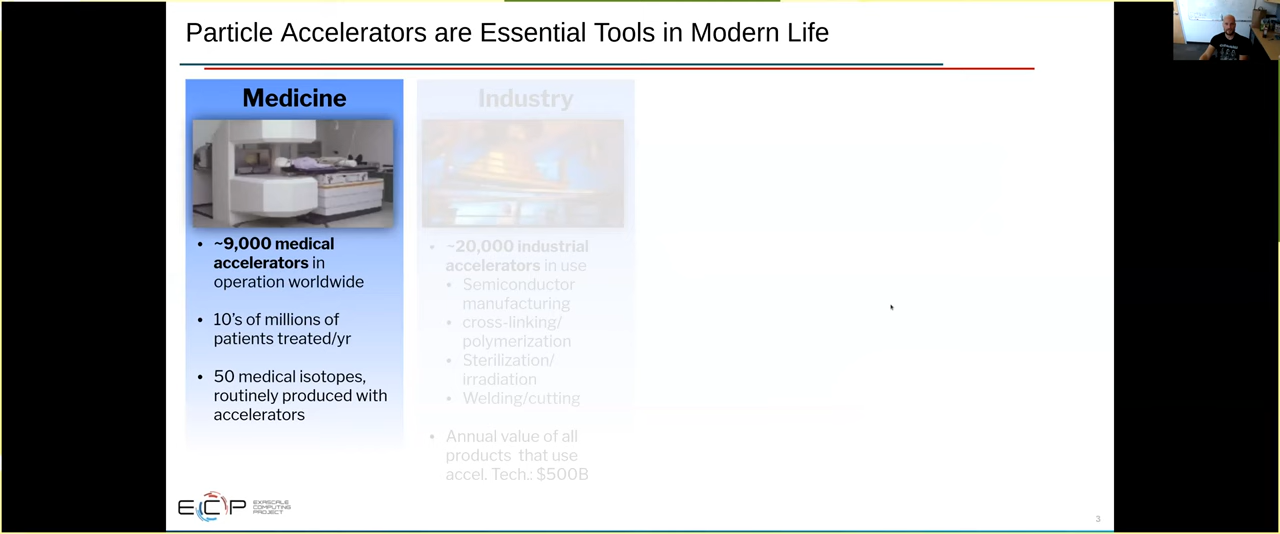 Particle Accelerators are Essential Tools in Modern Life
Medicine
• ~9,000 medical
accelerators in
operation worldwide
• 10's of millions of
patients treated/yr
• 50 medical isotopes,
routinely produced with
accelerators
Industry
• ~20,000 industrial
accelerators in use
• Semiconductor
manufacturing
• cross-linking/
polymerization
• Sterilization/
irradiation
• Welding/cutting
• Annual value of all
products that use
accel. Tech.: $500B
ECP
EXASCALE
COMPUTING
PROJECT
3